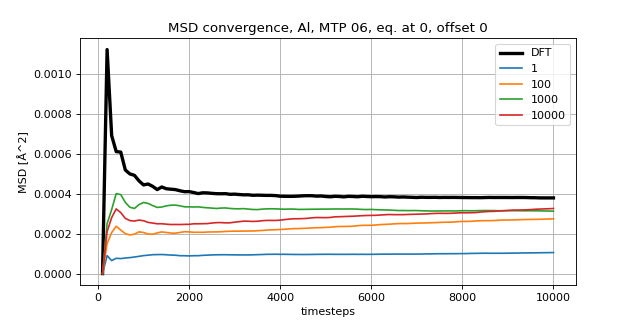 MSD convergence, Al, MTP 06, eq. at 0, offset 0
DFT
1
100
1000
10000
MSD [Å^2]
0.0010
0.0008
0.0006
0.0004
0.0002
0.0000
0 2000 4000 6000 8000 10000
timesteps